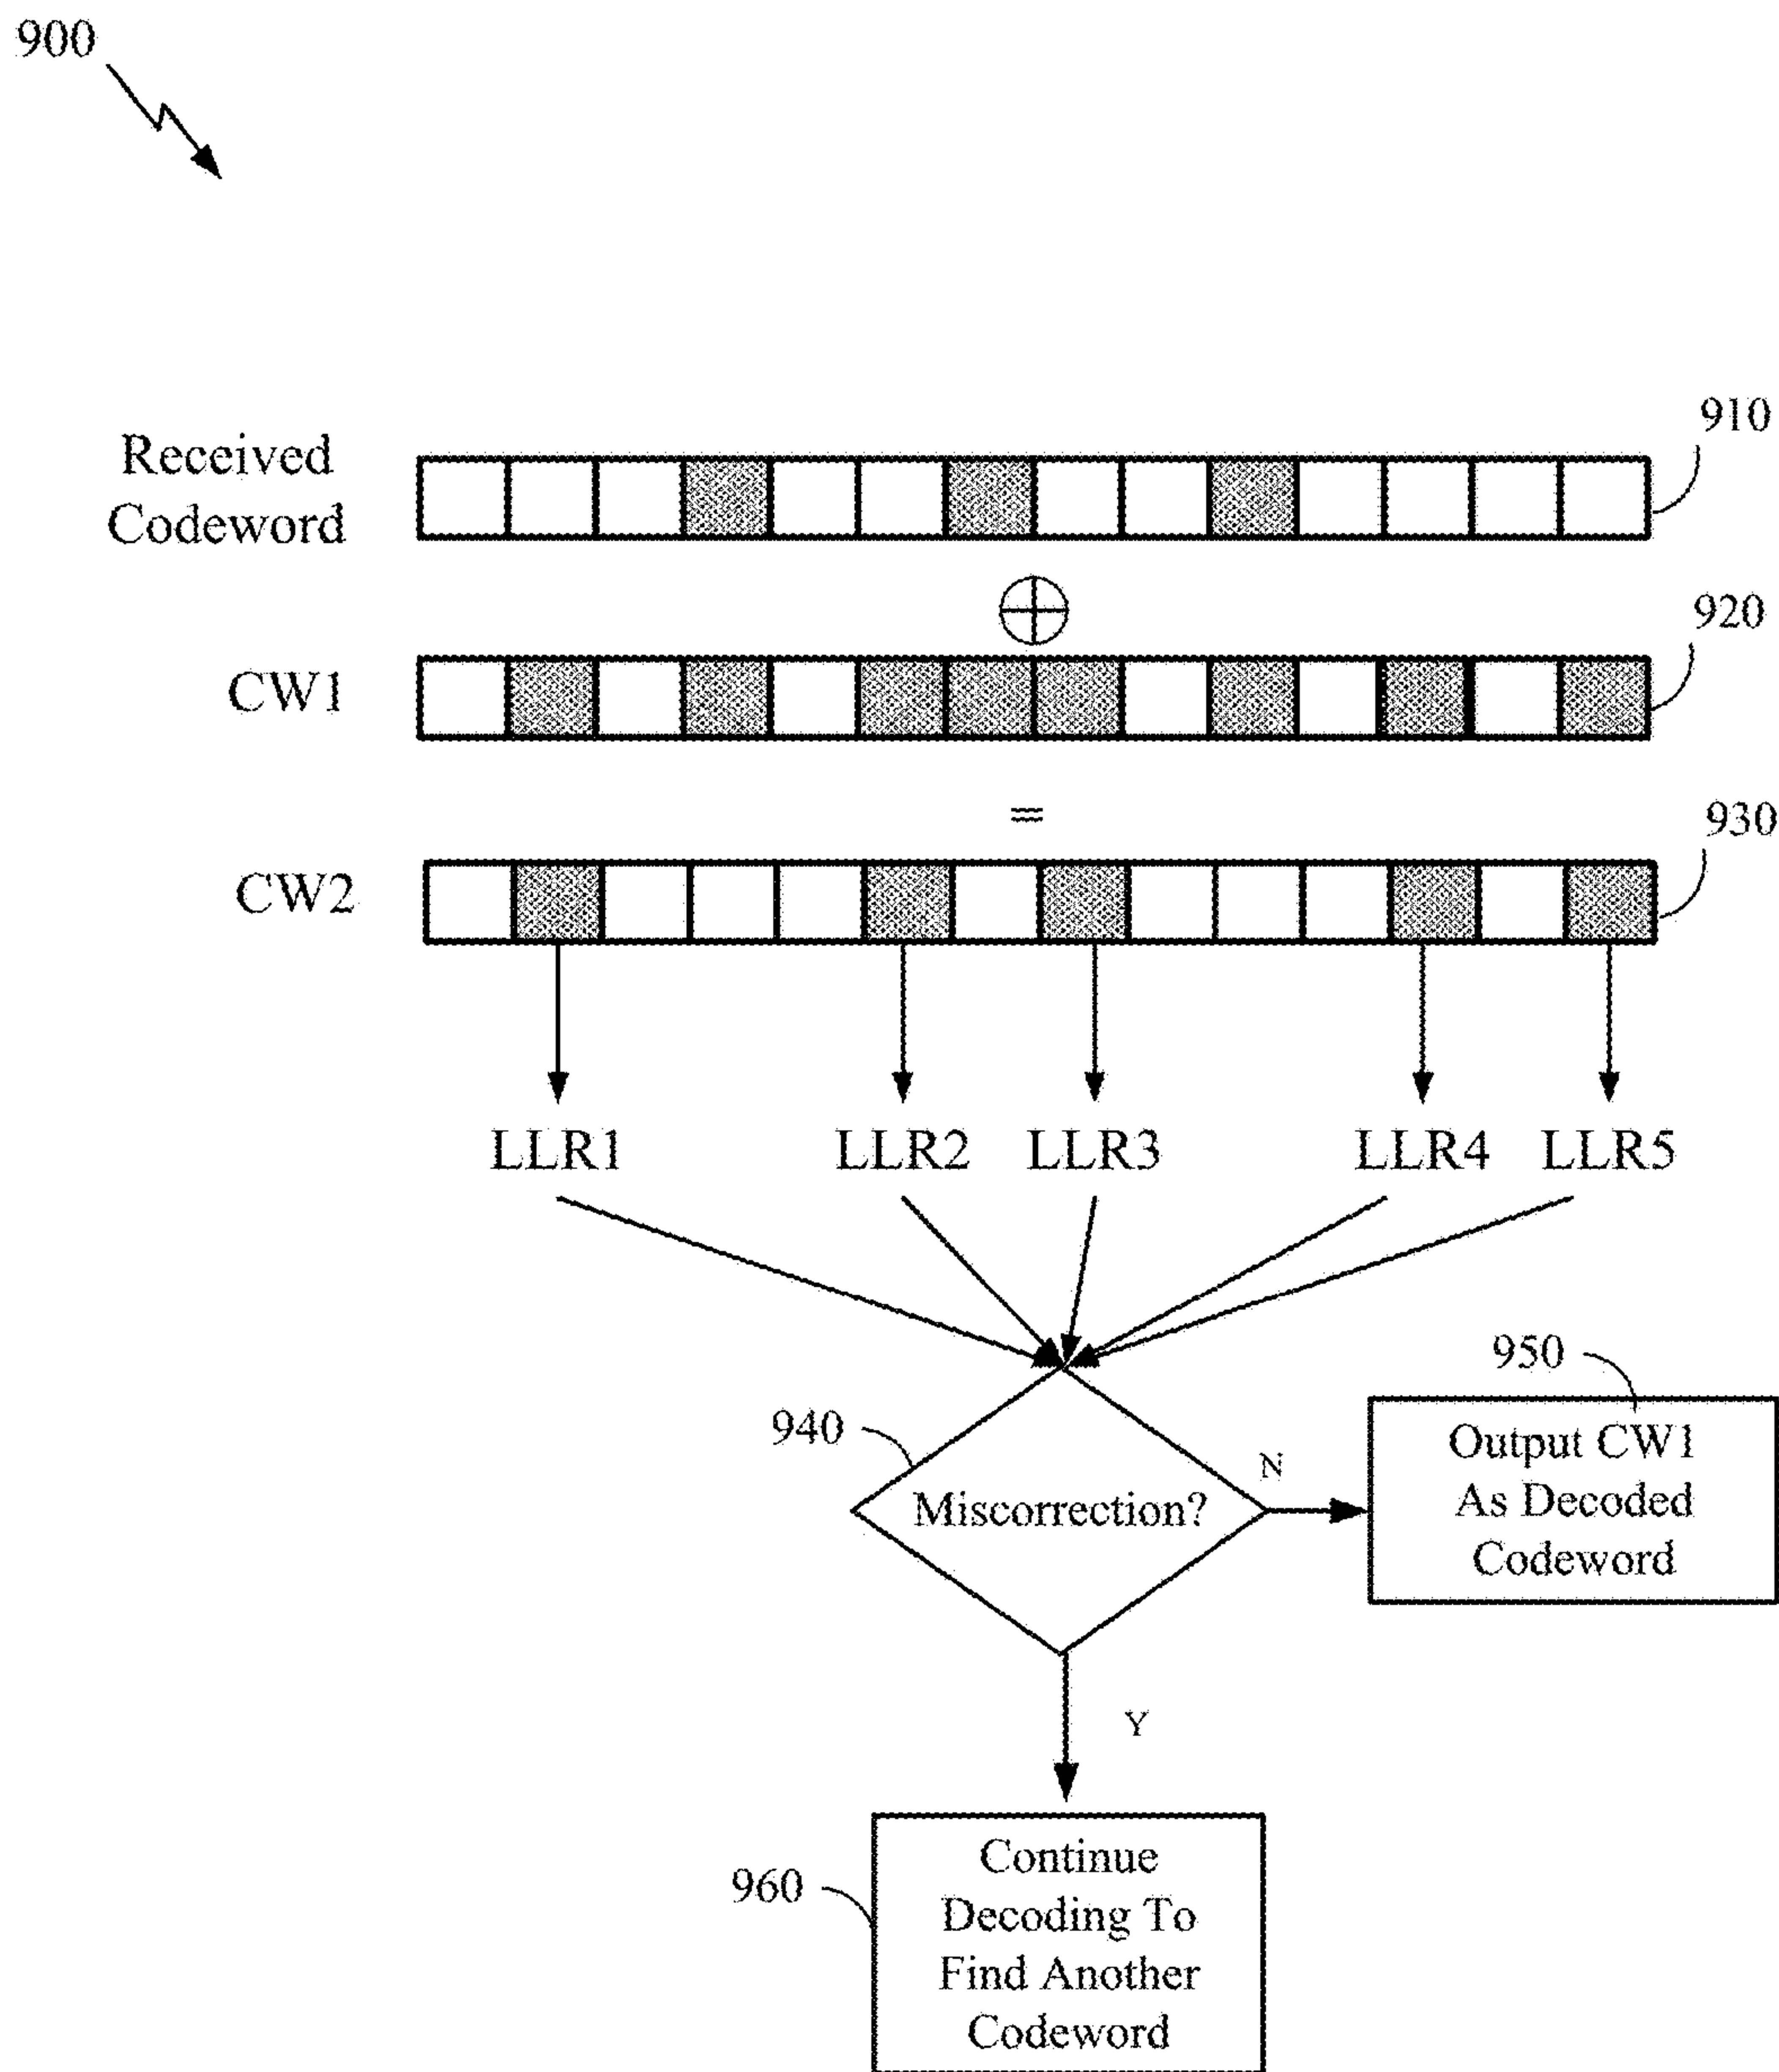 900
910
Received
Codeword
⊕
920
CW1
=
930
CW2
LLR1 LLR2 LLR3 LLR4 LLR5
950
940
Miscorrection?
N
Output CW1
As Decoded
Codeword
Y
960
Continue
Decoding To
Find Another
Codeword